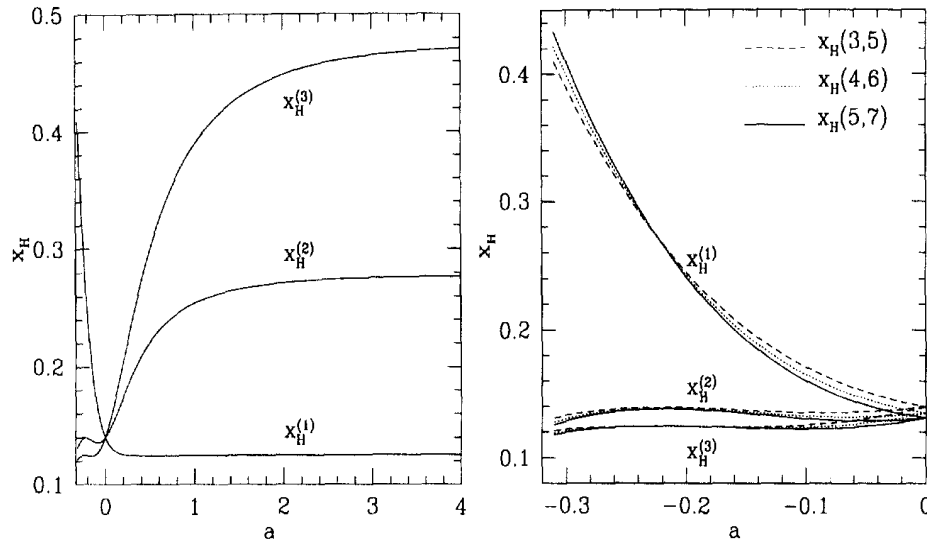 0.5
0.4
0.3
0.2
0.1
x_H
x_H^(3)
x_H^(2)
x_H^(1)
0
1
2
3
4
a
0.4
0.3
0.2
0.1
x_H
x_H(3,5)
x_H(4,6)
x_H(5,7)
x_H^(1)
x_H^(2)
x_H^(3)
−0.3
−0.2
−0.1
0
a